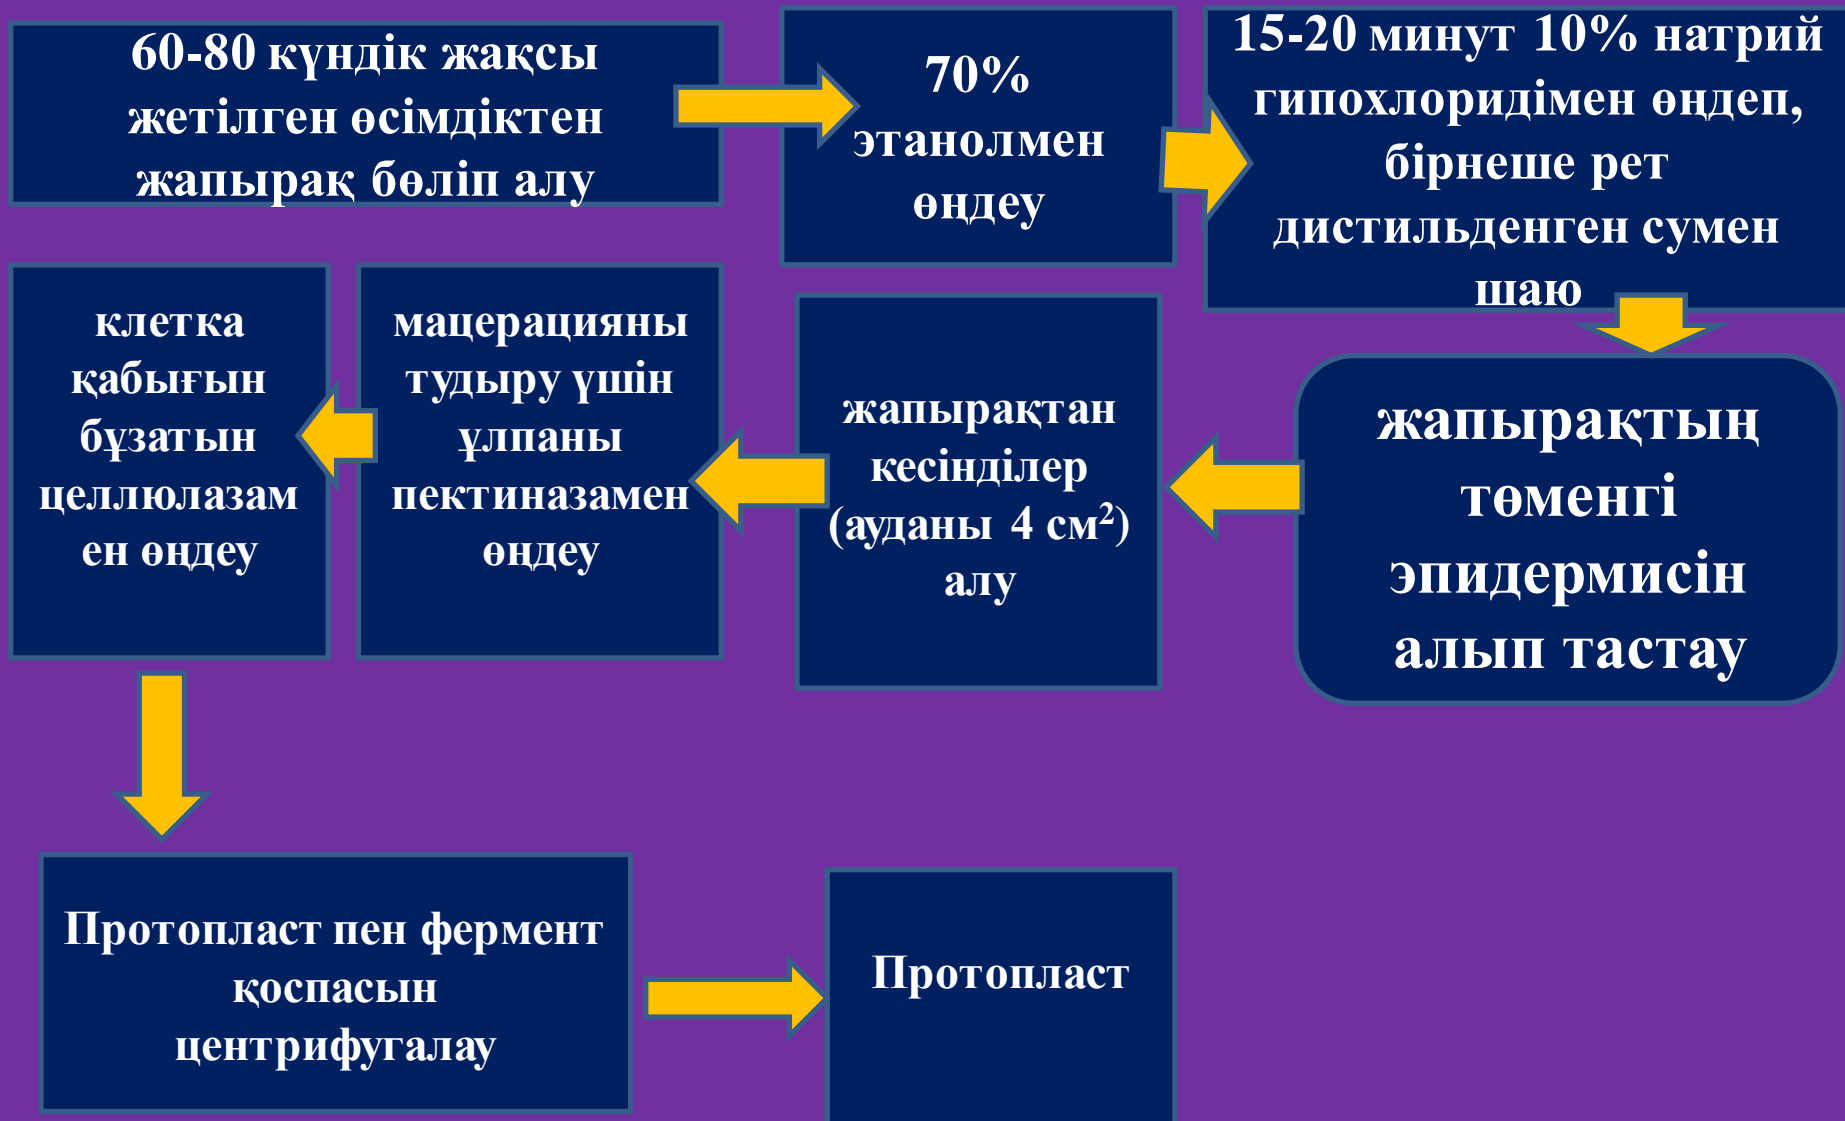 60-80 күндік жақсы
жетілген өсімдіктен
жапырақ бөліп алу
70%
этанолмен
өңдеу
15-20 минут 10% натрий
гипохлоридімен өңдеп,
бірнеше рет
дистильденген сумен
шаю
жапырақтың
төменгі
эпидермисін
алып тастау
жапырақтан
кесінділер
(ауданы 4 см²)
алу
мацерацияны
тудыру үшін
ұлпаны
пектиназамен
өңдеу
клетка
қабығын
бұзатын
целлюлазам
ен өңдеу
Протопласт пен фермент
қоспасын
центрифугалау
Протопласт